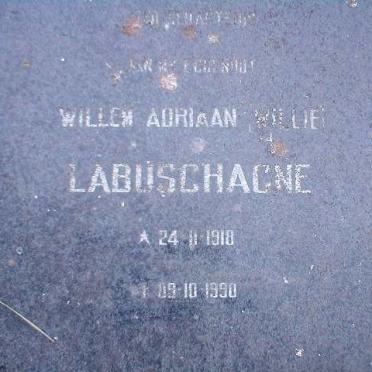 WILLEM ADRIAAN (WILLIE)
LABUSCHAGNE
* 24-11-1918
† 09-10-1990